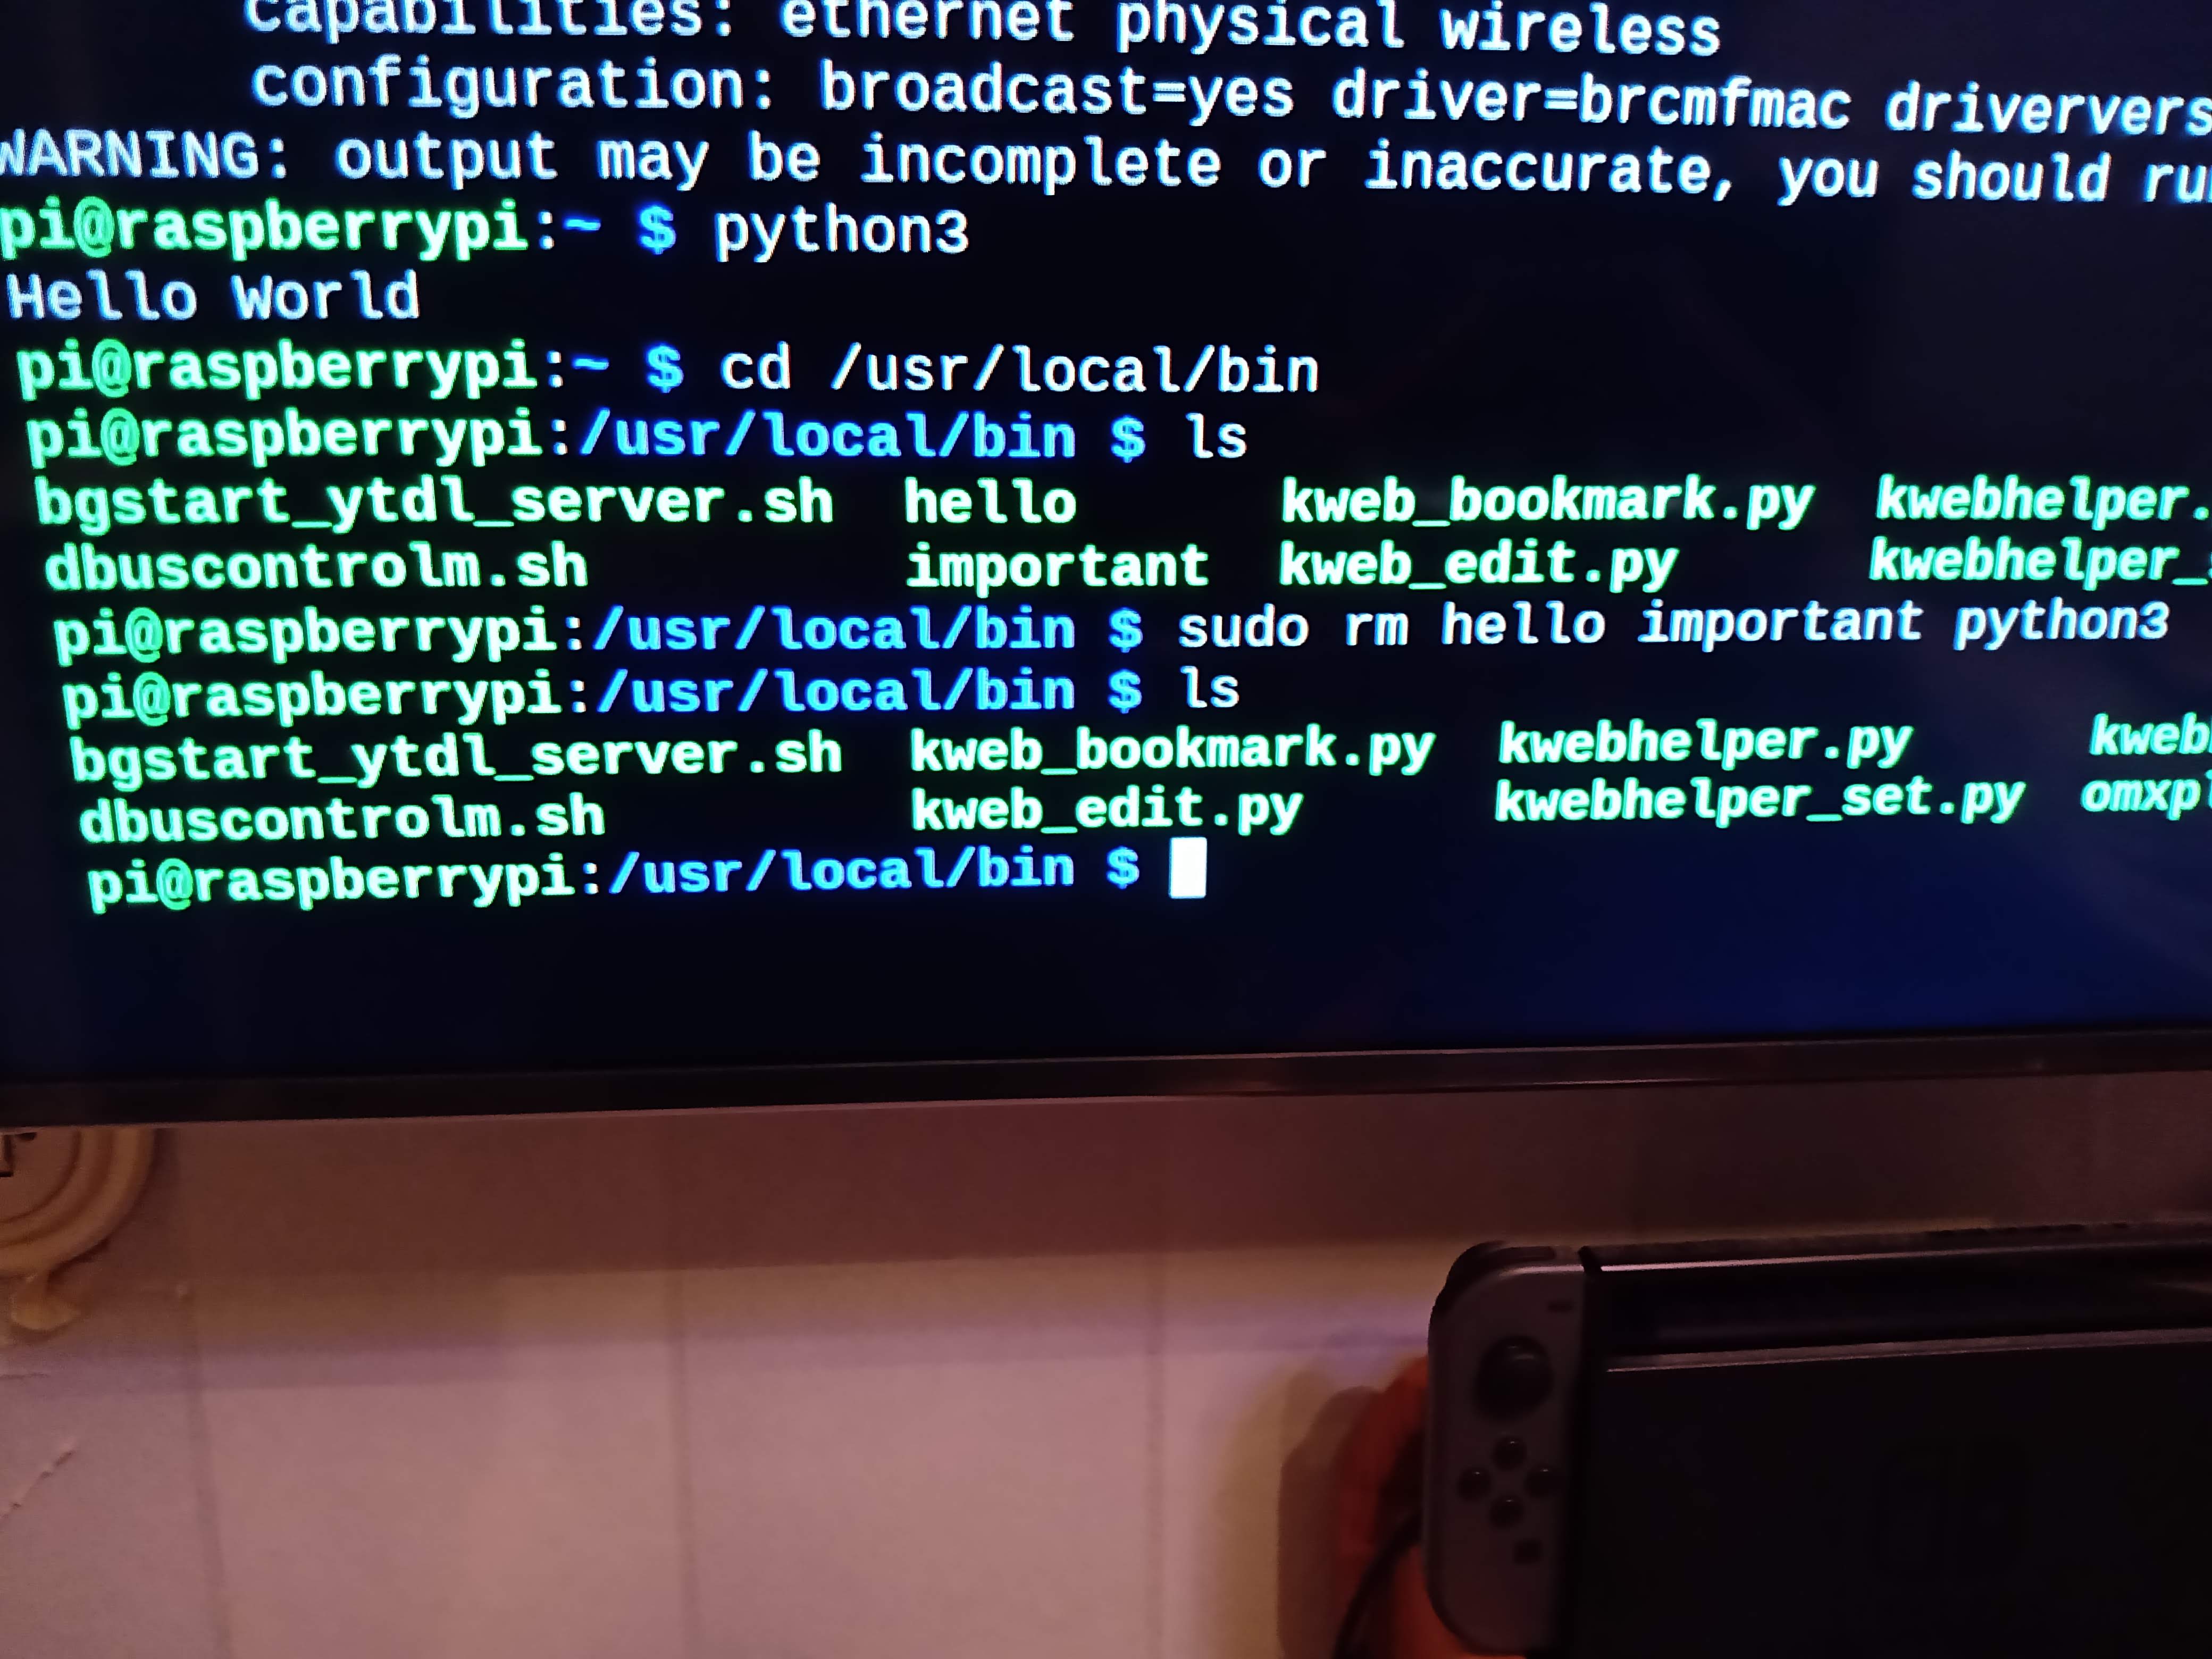 capabilities: ethernet physical wireless
configuration: broadcast=yes driver=brcmfmac driververs
WARNING: output may be incomplete or inaccurate, you should ru
pi@raspberrypi:~ $ python3
Hello World
pi@raspberrypi:~ $ cd /usr/local/bin
pi@raspberrypi:/usr/local/bin $ ls
bgstart_ytdl_server.sh hello kweb_bookmark.py kwebhelper.
dbuscontrolm.sh important kweb_edit.py kwebhelper_
pi@raspberrypi:/usr/local/bin $ sudo rm hello important python3
pi@raspberrypi:/usr/local/bin $ ls
bgstart_ytdl_server.sh kweb_bookmark.py kwebhelper.py kweb
dbuscontrolm.sh kweb_edit.py kwebhelper_set.py omxpl
pi@raspberrypi:/usr/local/bin $